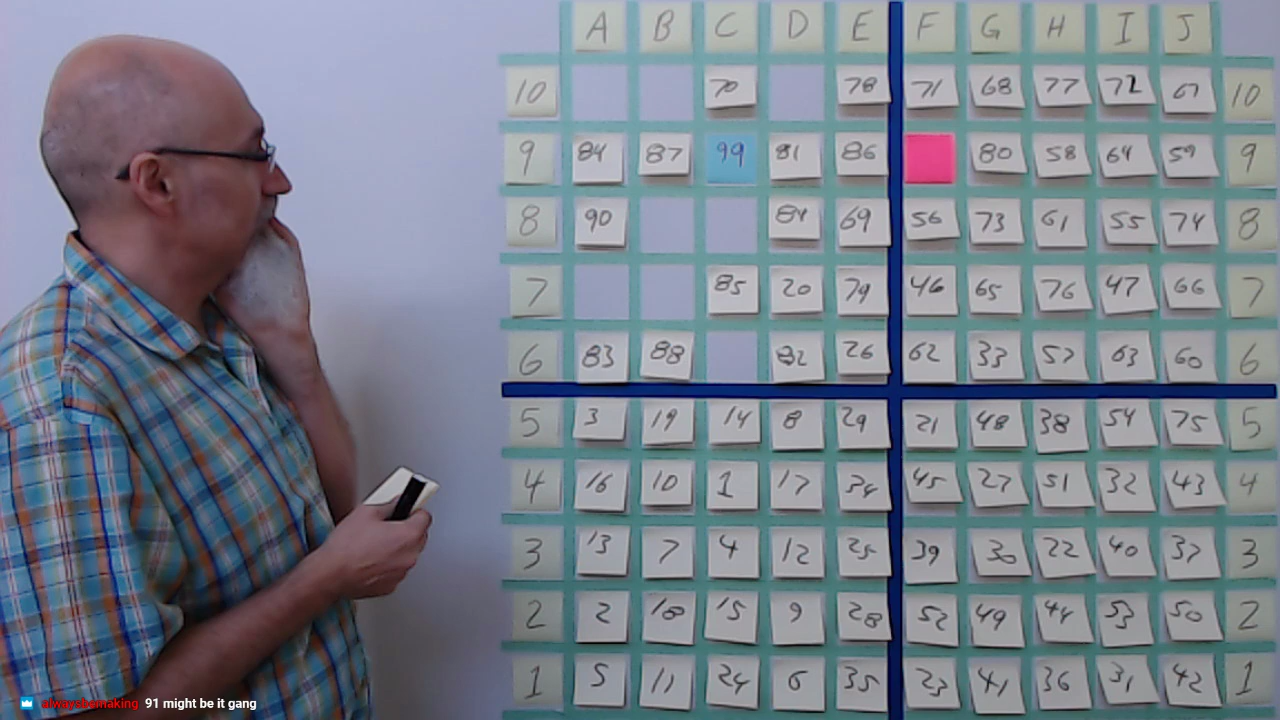 A B C D E F G H I J
10 70 78 71 68 77 72 67 10
9 84 87 99 81 86 80 58 64 59 9
8 90 89 69 56 73 61 55 74 8
7 85 20 79 46 65 76 47 66
6 83 88 82 26 62 33 57 63 60 6
5 3 19 14 8 29 21 48 38 54 75 5
4 16 10 1 17 34 45 27 51 32 43 4
3 13 7 4 12 25 39 30 22 40 37 3
2 2 18 15 9 28 52 49 44 53 50 2
1 5 11 24 6 35 23 41 36 31 42 1
alwaysbemaking 91 might be it gang